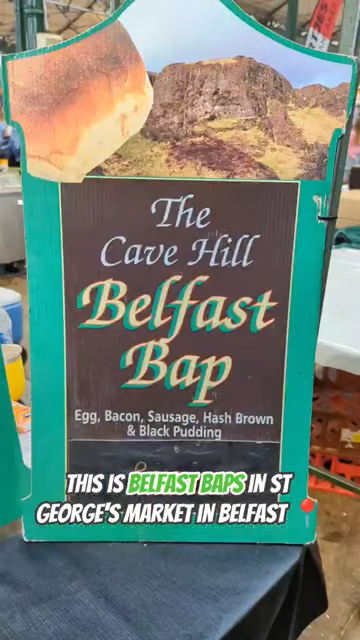 The
Cave Hill
Belfast
Bap
Egg, Bacon, Sausage, Hash Brown
& Black Pudding
THIS IS BELFAST BAPS IN ST
GEORGE'S MARKET IN BELFAST